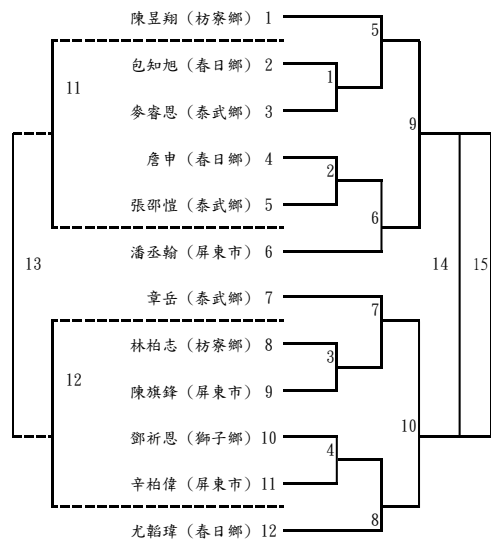 陳昱翔（枋寮鄉） 1
5
包知旭（春日鄉） 2
11
1
麥睿恩（泰武鄉） 3
9
詹申（春日鄉） 4
2
張邵愷（泰武鄉） 5
6
潘丞翰（屏東市） 6
13
14
15
章岳（泰武鄉） 7
7
林柏志（枋寮鄉） 8
3
12
陳旗鋒（屏東市） 9
10
鄧祈恩（獅子鄉） 10
4
辛柏偉（屏東市） 11
8
尤韜瑋（春日鄉） 12